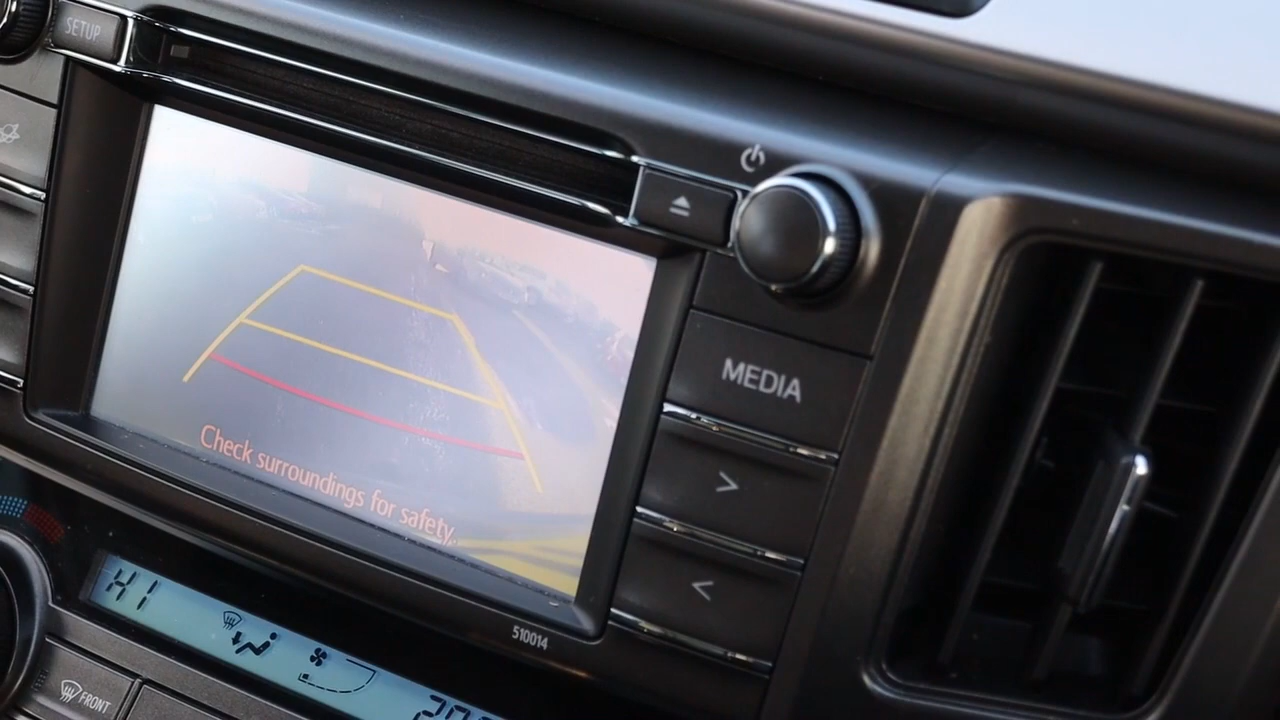 SETUP
MEDIA
>
<
Check surroundings for safety.
510014
HI
FRONT